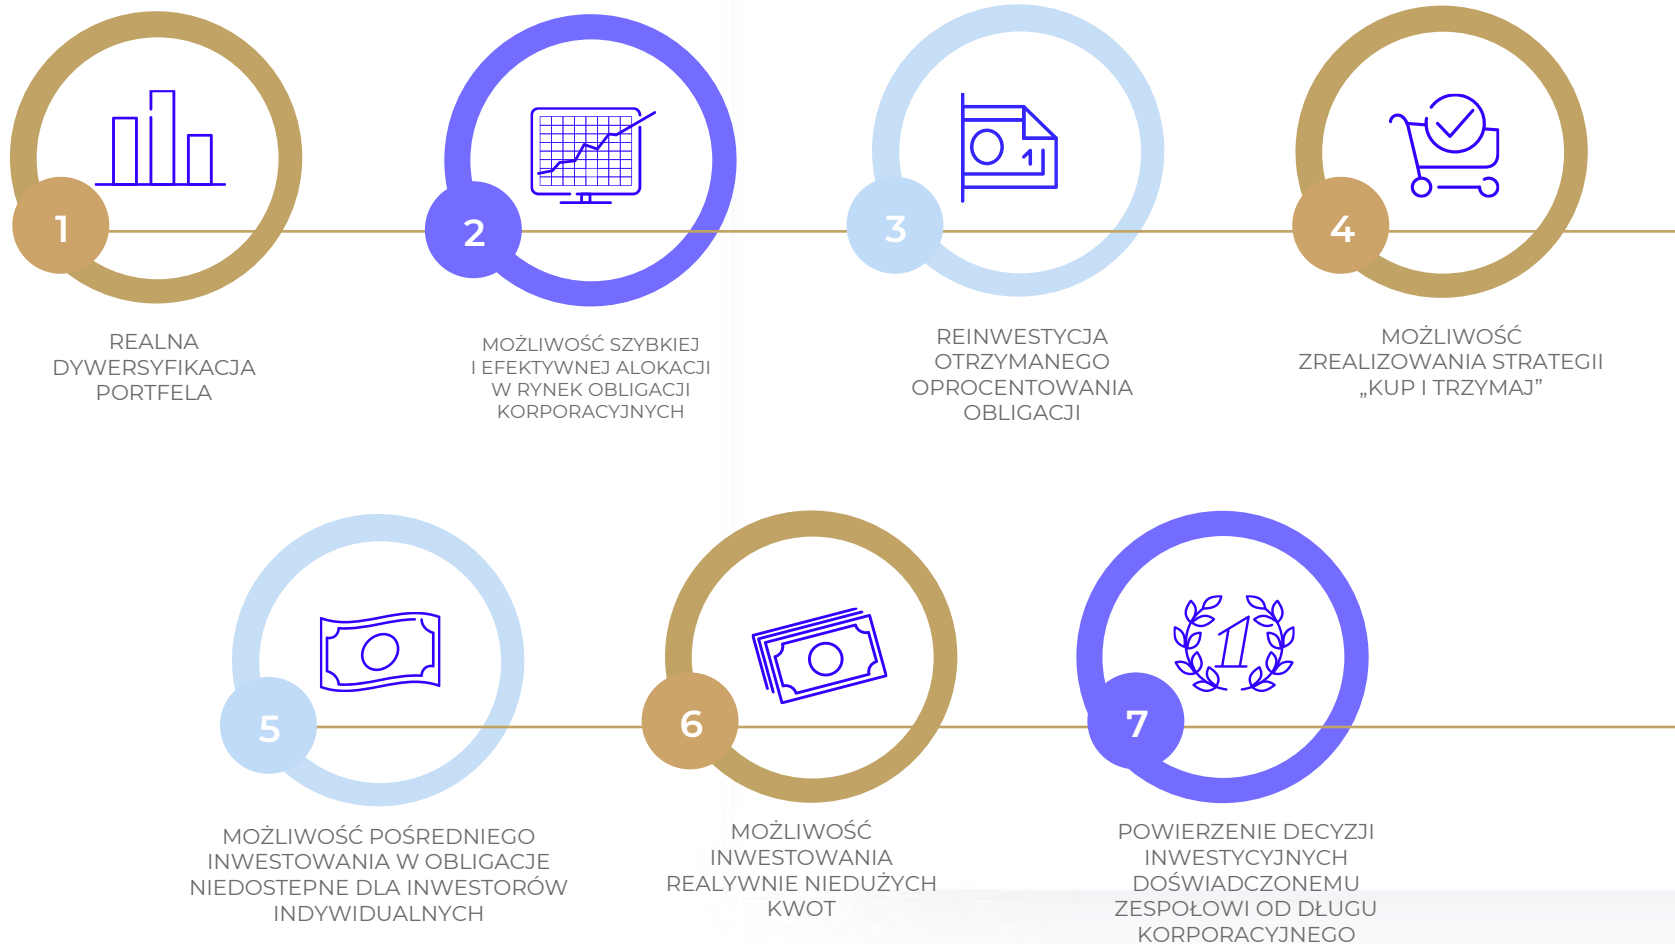 1
REALNA
DYWERSYFIKACJA
PORTFELA
2
MOŻLIWOŚĆ SZYBKIEJ
I EFEKTYWNEJ ALOKACJI
W RYNEK OBLIGACJI
KORPORACYJNYCH
3
1
REINWESTYCJA
OTRZYMANEGO
OPROCENTOWANIA
OBLIGACJI
4
MOŻLIWOŚĆ
ZREALIZOWANIA STRATEGII
„KUP I TRZYMAJ”
5
MOŻLIWOŚĆ POŚREDNIEGO
INWESTOWANIA W OBLIGACJE
NIEDOSTEPNE DLA INWESTORÓW
INDYWIDUALNYCH
6
MOŻLIWOŚĆ
INWESTOWANIA
REALYWNIE NIEDUŻYCH
KWOT
7
1
POWIERZENIE DECYZJI
INWESTYCYJNYCH
DOŚWIADCZONEMU
ZESPOŁOWI OD DŁUGU
KORPORACYJNEGO